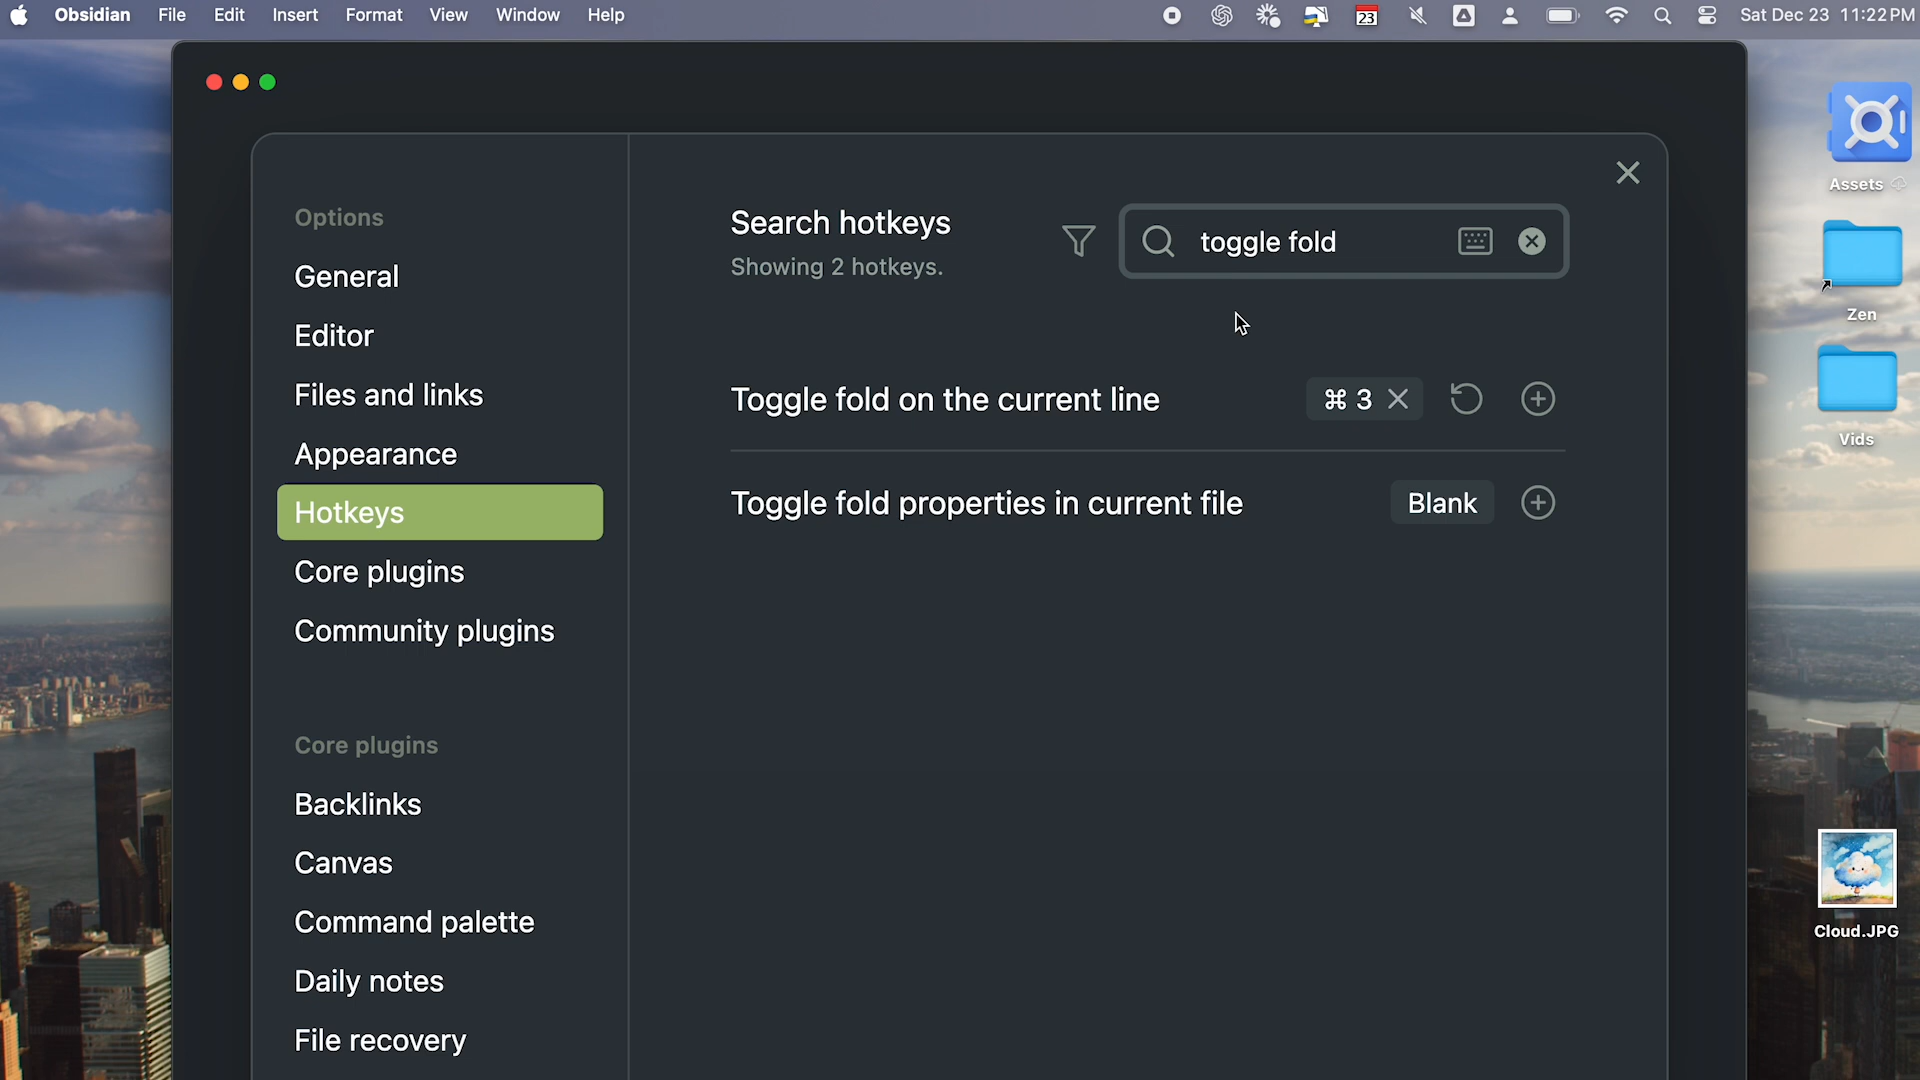 Obsidian File Edit Insert Format View Window Help 23 Sat Dec 23 11:22 PM
Options
General
Editor
Files and links
Appearance
Hotkeys
Core plugins
Community plugins
Core plugins
Backlinks
Canvas
Command palette
Daily notes
File recovery
Search hotkeys
Showing 2 hotkeys.
toggle fold
Toggle fold on the current line ⌘ 3
Toggle fold properties in current file Blank
Assets
Zen
Vids
Cloud.JPG